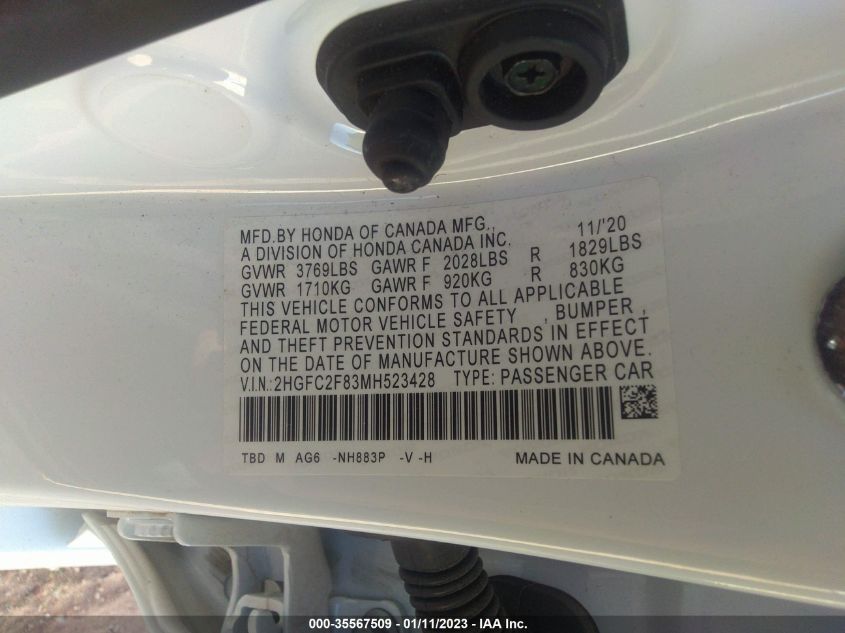 MFD.BY HONDA OF CANADA MFG., 11/'20
A DIVISION OF HONDA CANADA INC.
GVWR 3769LBS GAWR F 2028LBS R 1829LBS
GVWR 1710KG GAWR F 920KG R 830KG
THIS VEHICLE CONFORMS TO ALL APPLICABLE
FEDERAL MOTOR VEHICLE SAFETY , BUMPER ,
AND THEFT PREVENTION STANDARDS IN EFFECT
ON THE DATE OF MANUFACTURE SHOWN ABOVE.
V.I.N.:2HGFC2F83MH523428 TYPE: PASSENGER CAR
TBD M AG6 -NH883P -V -H MADE IN CANADA
000-35567509 - 01/11/2023 - IAA Inc.